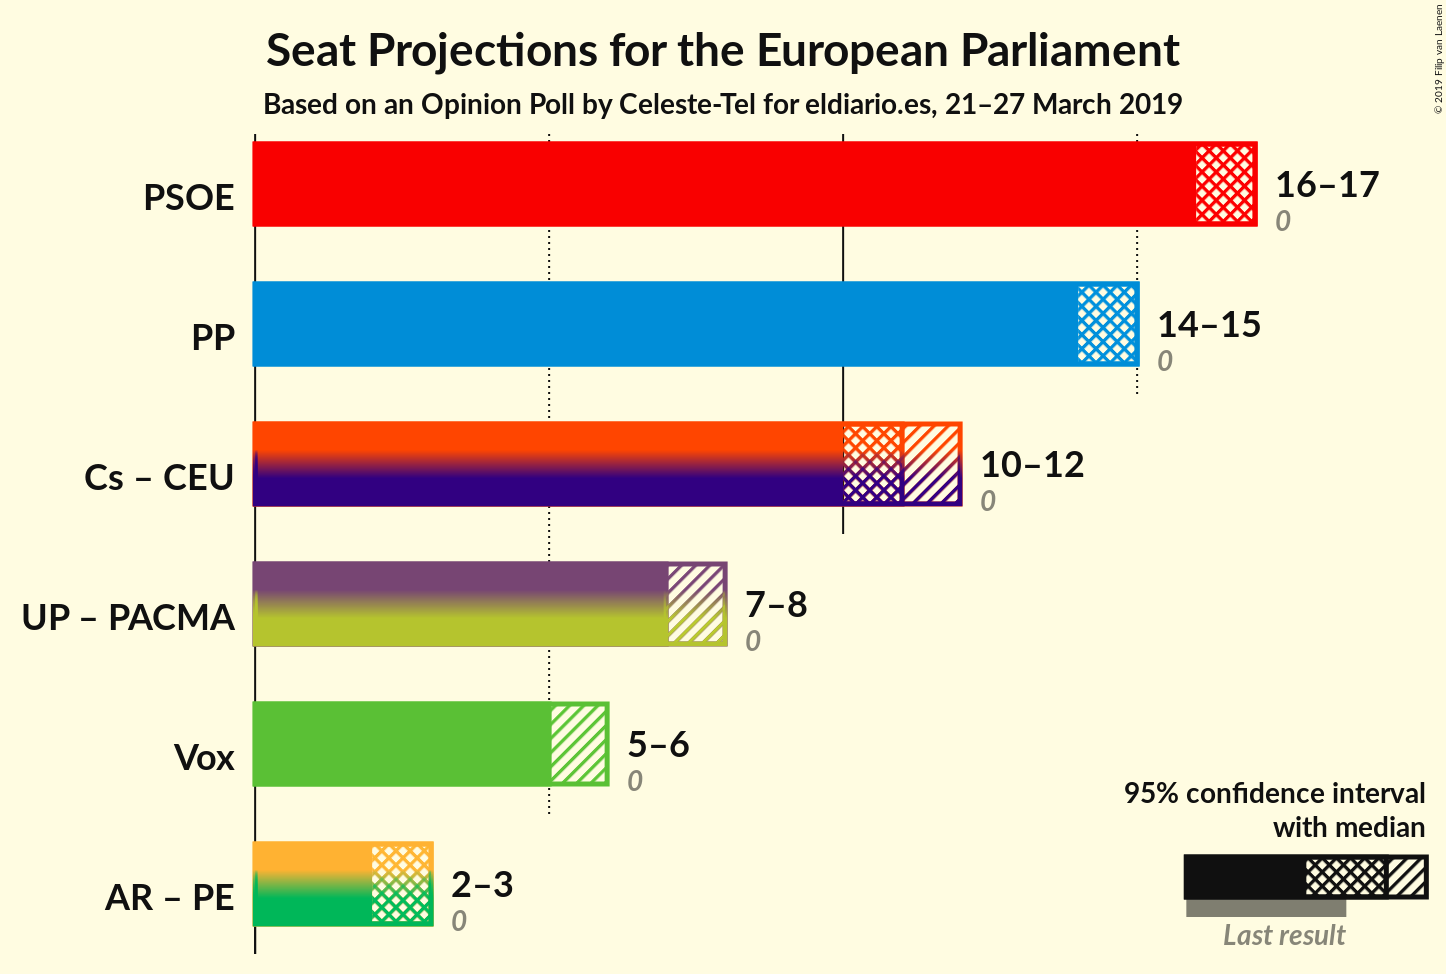 Seat Projections for the European Parliament
Based on an Opinion Poll by Celeste-Tel for eldiario.es, 21–27 March 2019
© 2019 Filip van Laenen
PSOE
16–17
0
PP
14–15
0
Cs – CEU
10–12
0
UP – PACMA
7–8
0
Vox
5–6
0
AR – PE
2–3
0
95% confidence interval
with median
Last result